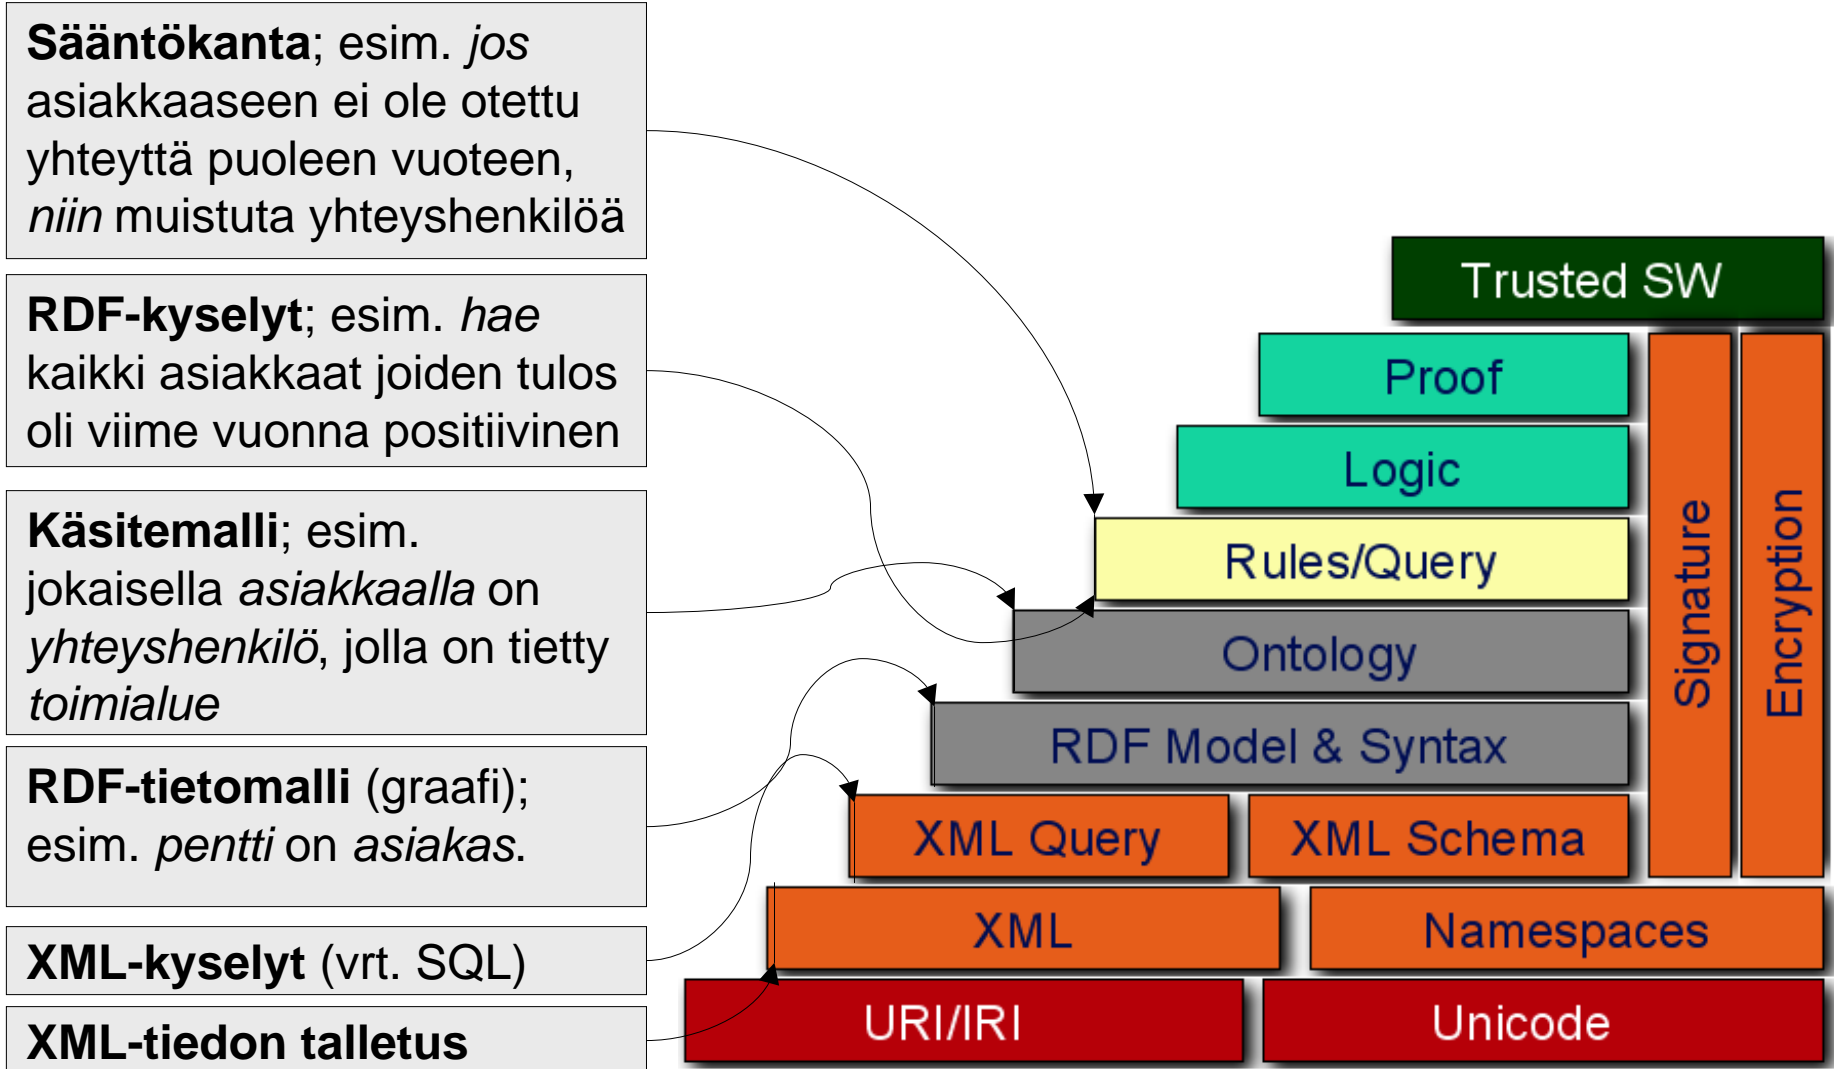 Sääntökanta; esim. jos
asiakkaaseen ei ole otettu
yhteyttä puoleen vuoteen,
niin muistuta yhteyshenkilöä
RDF-kyselyt; esim. hae
kaikki asiakkaat joiden tulos
oli viime vuonna positiivinen
Käsitemalli; esim.
jokaisella asiakkaalla on
yhteyshenkilö, jolla on tietty
toimialue
RDF-tietomalli (graafi);
esim. pentti on asiakas.
XML-kyselyt (vrt. SQL)
XML-tiedon talletus
Trusted SW
Proof
Logic
Rules/Query
Ontology
RDF Model & Syntax
XML Query
XML Schema
XML
Namespaces
URI/IRI
Unicode
Signature
Encryption